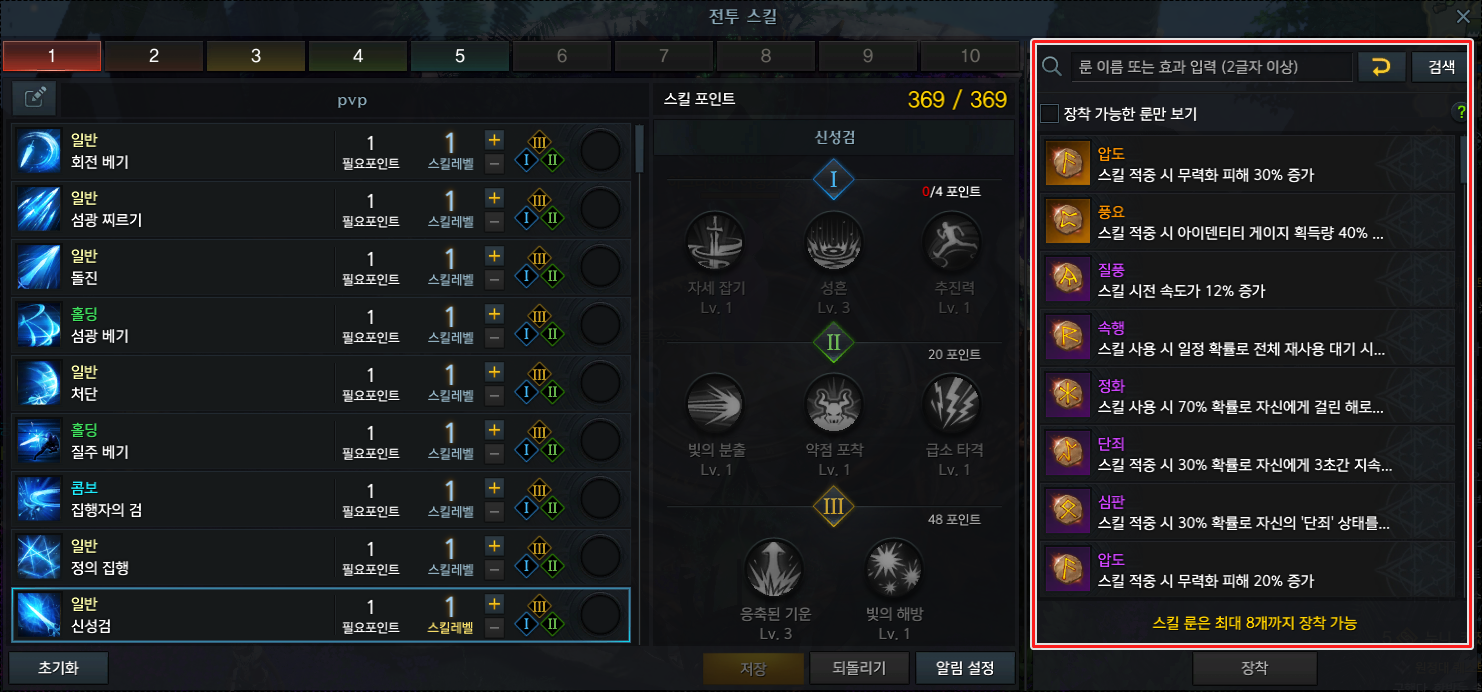 전투 스킬
1 2 3 4 5 6 7 8 9 10
pvp
일반
회전 베기
1
필요포인트
1
스킬레벨
I II III
일반
섬광 찌르기
1
필요포인트
1
스킬레벨
I II III
일반
돌진
1
필요포인트
1
스킬레벨
I II III
홀딩
섬광 베기
1
필요포인트
1
스킬레벨
I II III
일반
처단
1
필요포인트
1
스킬레벨
I II III
홀딩
질주 베기
1
필요포인트
1
스킬레벨
I II III
콤보
집행자의 검
1
필요포인트
1
스킬레벨
I II III
일반
정의 집행
1
필요포인트
1
스킬레벨
I II III
일반
신성검
1
필요포인트
1
스킬레벨
I II III
초기화
스킬 포인트 369 / 369
신성검
I
0/4 포인트
자세 잡기 성흔 추진력
Lv. 1 Lv. 3 Lv. 1
II
20 포인트
빛의 분출 약점 포착 급소 타격
Lv. 1 Lv. 1 Lv. 1
III
48 포인트
응축된 기운 빛의 해방
Lv. 3 Lv. 1
저장 되돌리기 알림 설정
룬 이름 또는 효과 입력 (2글자 이상) 검색
장착 가능한 룬만 보기 ?
압도
스킬 적중 시 무력화 피해 30% 증가
풍요
스킬 적중 시 아이덴티티 게이지 획득량 40% ...
질풍
스킬 시전 속도가 12% 증가
속행
스킬 사용 시 일정 확률로 전체 재사용 대기 시...
정화
스킬 사용 시 70% 확률로 자신에게 걸린 해로...
단죄
스킬 적중 시 30% 확률로 자신에게 3초간 지속...
심판
스킬 적중 시 30% 확률로 자신의 '단죄' 상태를...
압도
스킬 적중 시 무력화 피해 20% 증가
스킬 룬은 최대 8개까지 장착 가능
장착